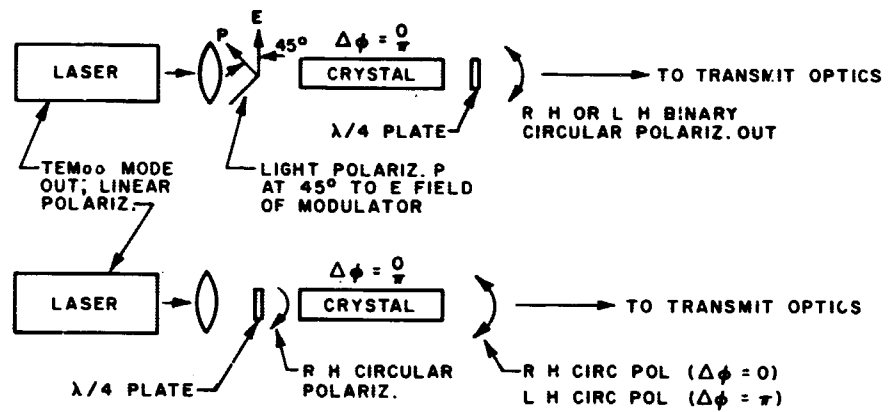 P
E
45°
Δφ = 0/π
LASER
CRYSTAL
TO TRANSMIT OPTICS
λ/4 PLATE
R H OR L H BINARY
CIRCULAR POLARIZ. OUT
TEMoo MODE
OUT; LINEAR
POLARIZ.
LIGHT POLARIZ. P
AT 45° TO E FIELD
OF MODULATOR
Δφ = 0/π
LASER
CRYSTAL
TO TRANSMIT OPTICS
λ/4 PLATE
R H CIRCULAR
POLARIZ.
R H CIRC POL (Δφ = 0)
L H CIRC POL (Δφ = π)